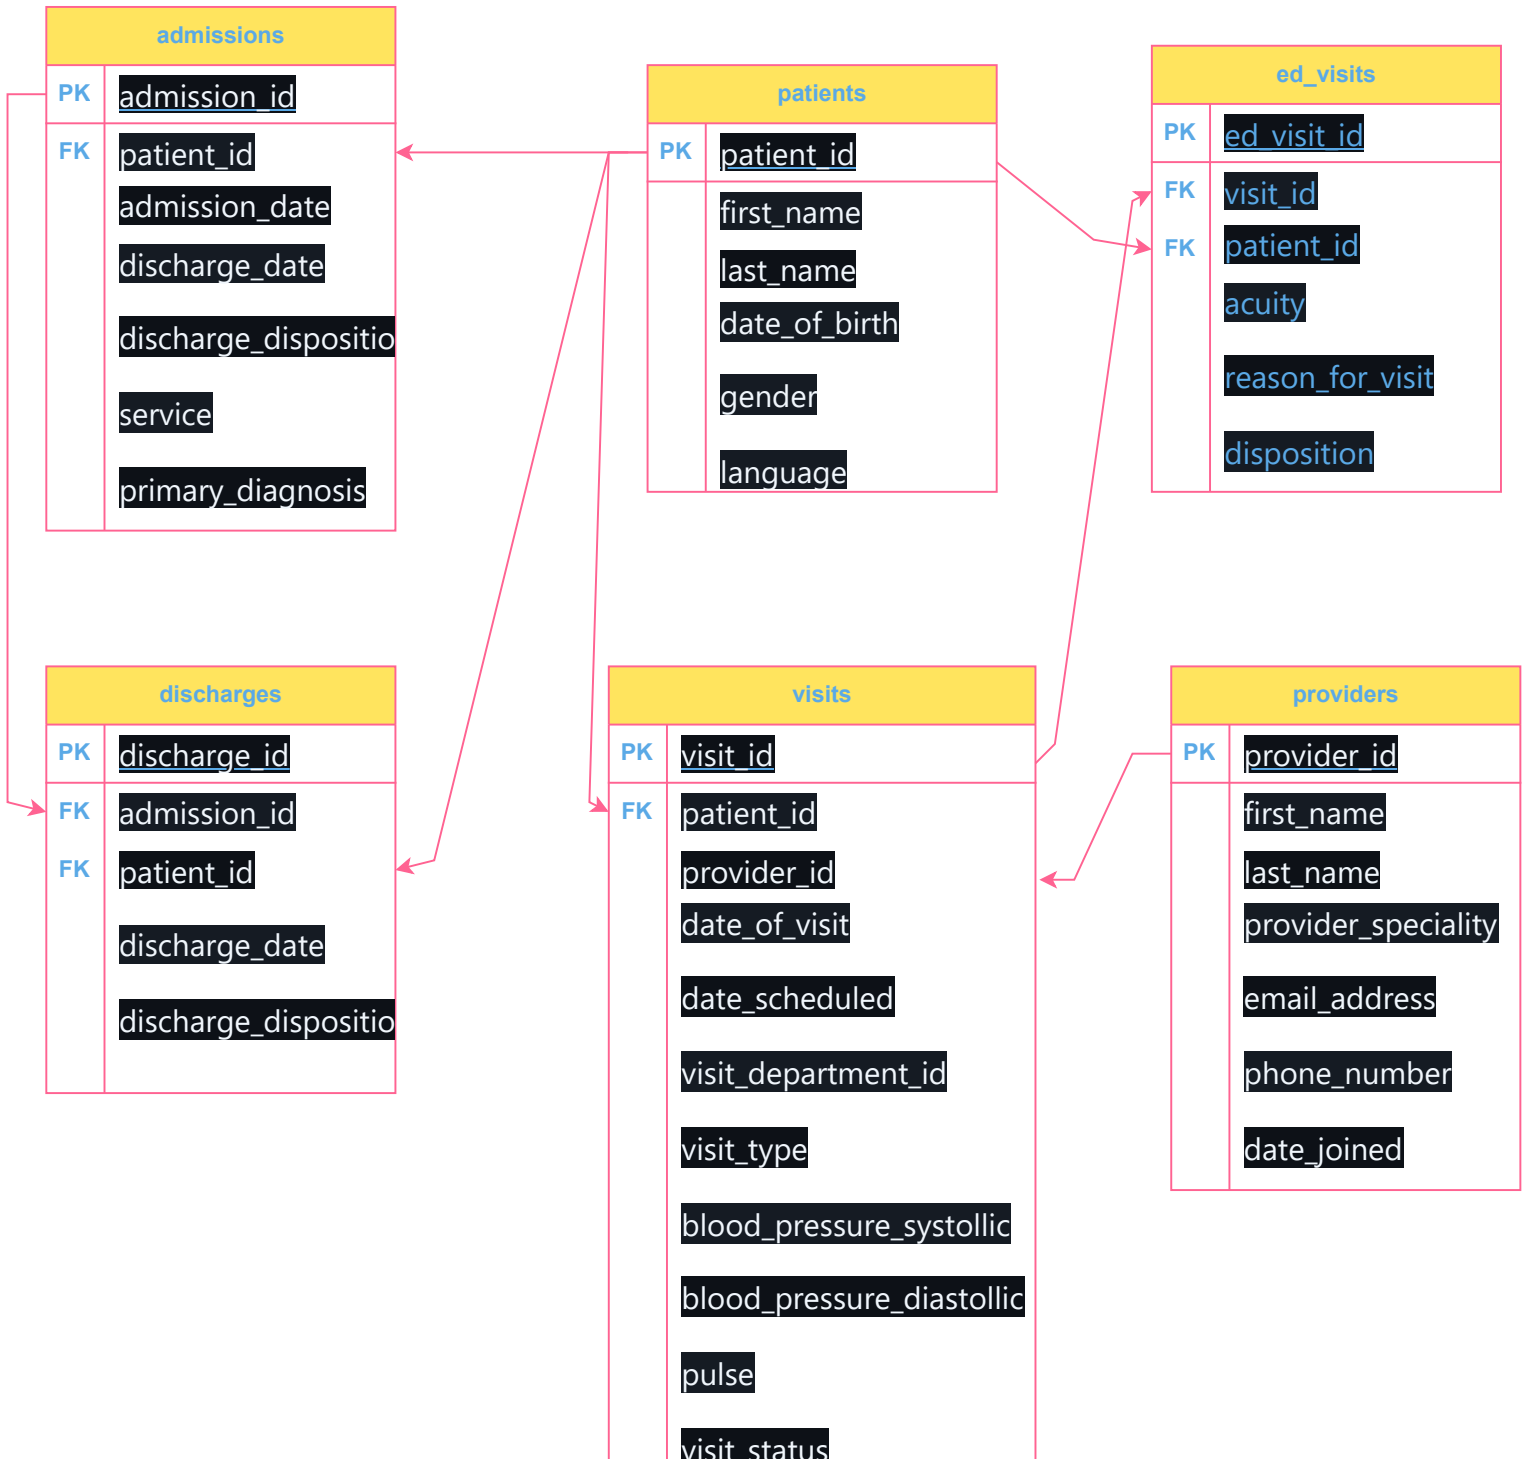 admissions
PK admission_id
FK patient_id
admission_date
discharge_date
discharge_dispositio
service
primary_diagnosis
patients
PK patient_id
first_name
last_name
date_of_birth
gender
language
ed_visits
PK ed_visit_id
FK visit_id
FK patient_id
acuity
reason_for_visit
disposition
discharges
PK discharge_id
FK admission_id
FK patient_id
discharge_date
discharge_dispositio
visits
PK visit_id
FK patient_id
provider_id
date_of_visit
date_scheduled
visit_department_id
visit_type
blood_pressure_systollic
blood_pressure_diastollic
pulse
visit_status
providers
PK provider_id
first_name
last_name
provider_speciality
email_address
phone_number
date_joined